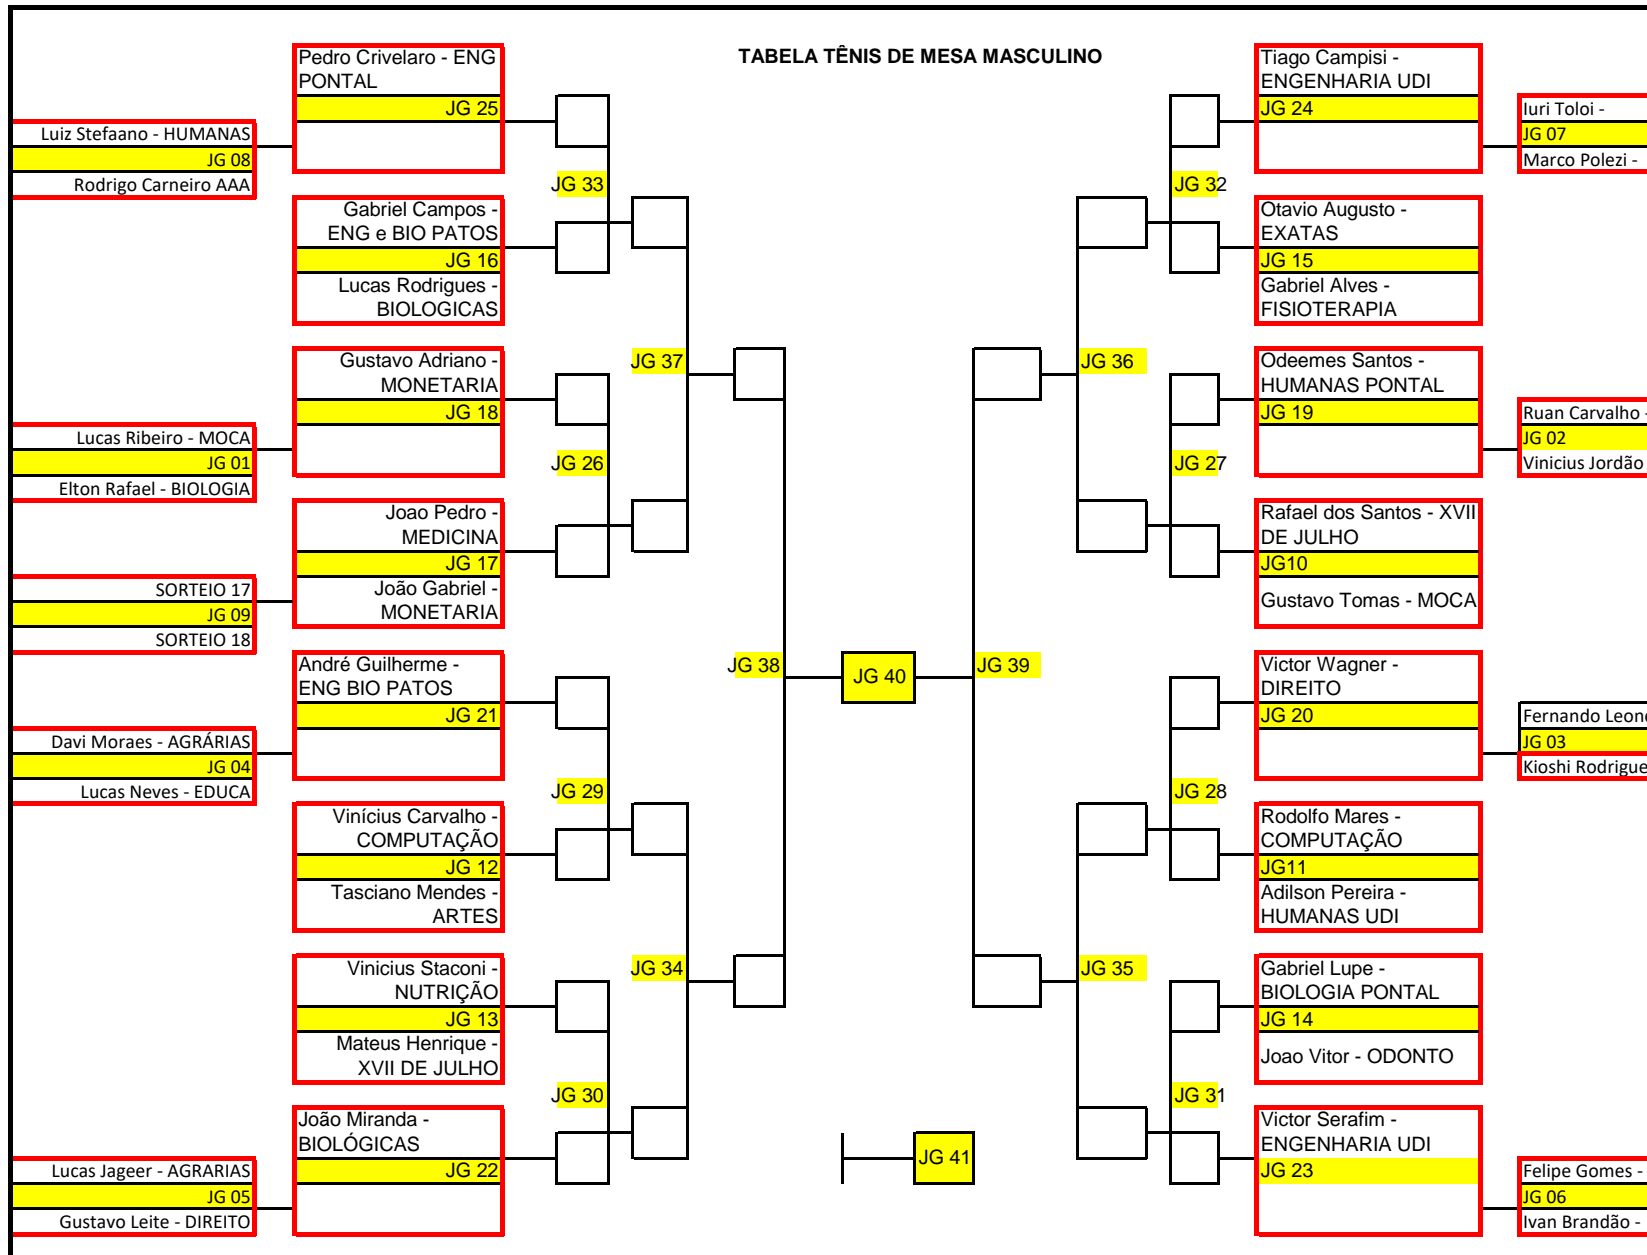 TABELA TÊNIS DE MESA MASCULINO
Pedro Crivelaro - ENG
PONTAL
JG 25
Luiz Stefaano - HUMANAS
JG 08
Rodrigo Carneiro AAA
JG 33
Gabriel Campos -
ENG e BIO PATOS
JG 16
Lucas Rodrigues -
BIOLOGICAS
JG 37
Gustavo Adriano -
MONETARIA
JG 18
Lucas Ribeiro - MOCA
JG 01
Elton Rafael - BIOLOGIA
JG 26
Joao Pedro -
MEDICINA
JG 17
João Gabriel -
MONETARIA
SORTEIO 17
JG 09
SORTEIO 18
JG 38
André Guilherme -
ENG BIO PATOS
JG 21
Davi Moraes - AGRÁRIAS
JG 04
Lucas Neves - EDUCA
JG 29
Vinícius Carvalho -
COMPUTAÇÃO
JG 12
Tasciano Mendes -
ARTES
JG 34
Vinicius Staconi -
NUTRIÇÃO
JG 13
Mateus Henrique -
XVII DE JULHO
JG 30
João Miranda -
BIOLÓGICAS
JG 22
Lucas Jageer - AGRARIAS
JG 05
Gustavo Leite - DIREITO
JG 40
JG 41
Tiago Campisi -
ENGENHARIA UDI
JG 24
Iuri Toloi -
JG 07
Marco Polezi -
JG 32
Otavio Augusto -
EXATAS
JG 15
Gabriel Alves -
FISIOTERAPIA
JG 36
Odeemes Santos -
HUMANAS PONTAL
JG 19
Ruan Carvalho -
JG 02
Vinicius Jordão
JG 27
Rafael dos Santos - XVII
DE JULHO
JG10
Gustavo Tomas - MOCA
JG 39
Victor Wagner -
DIREITO
JG 20
Fernando Leon
JG 03
Kioshi Rodrigue
JG 28
Rodolfo Mares -
COMPUTAÇÃO
JG11
Adilson Pereira -
HUMANAS UDI
JG 35
Gabriel Lupe -
BIOLOGIA PONTAL
JG 14
Joao Vitor - ODONTO
JG 31
Victor Serafim -
ENGENHARIA UDI
JG 23
Felipe Gomes -
JG 06
Ivan Brandão -